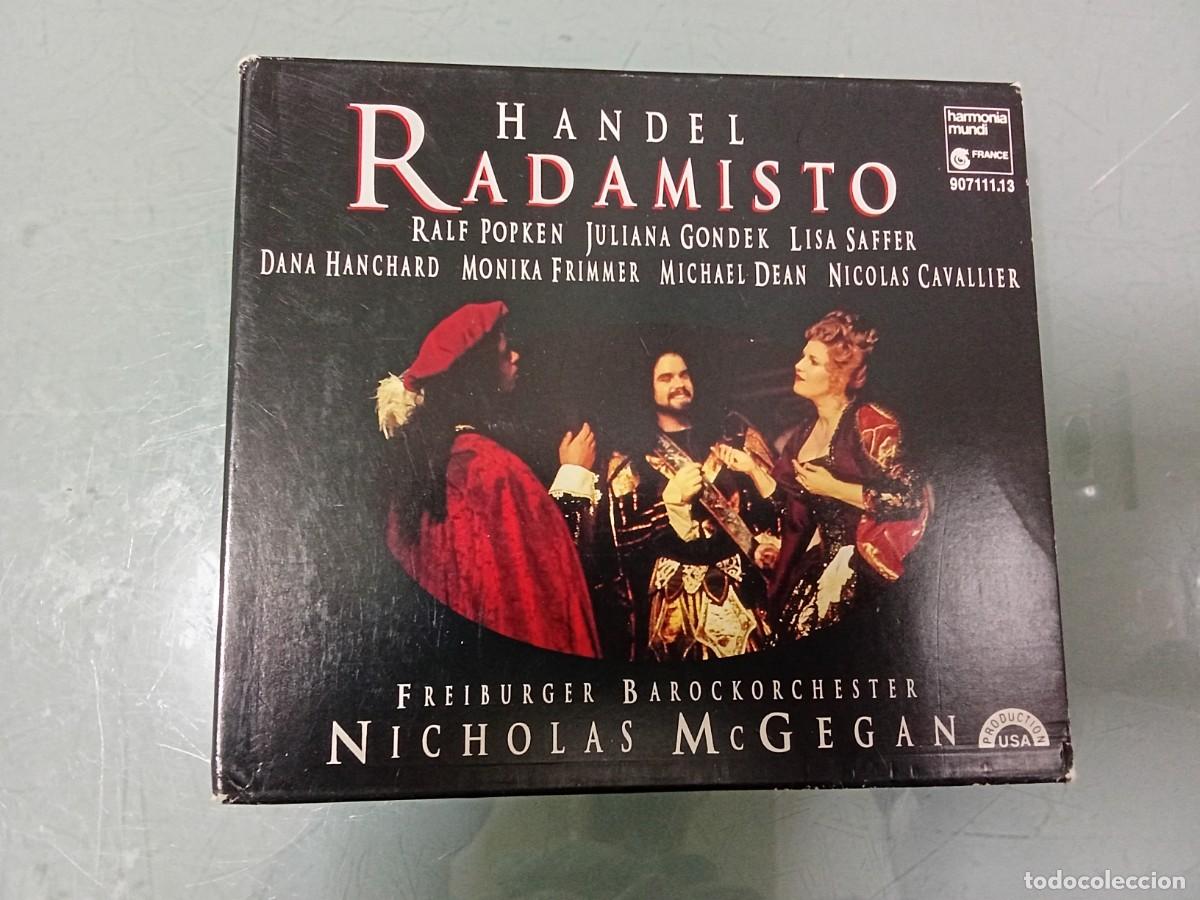 HANDEL
RADAMISTO
harmonia
mundi
FRANCE
907111.13
RALF POPKEN JULIANA GONDEK LISA SAFFER
DANA HANCHARD MONIKA FRIMMER MICHAEL DEAN NICOLAS CAVALLIER
FREIBURGER BAROCKORCHESTER
NICHOLAS MCGEGAN
PRODUCTION
USA
todocoleccion